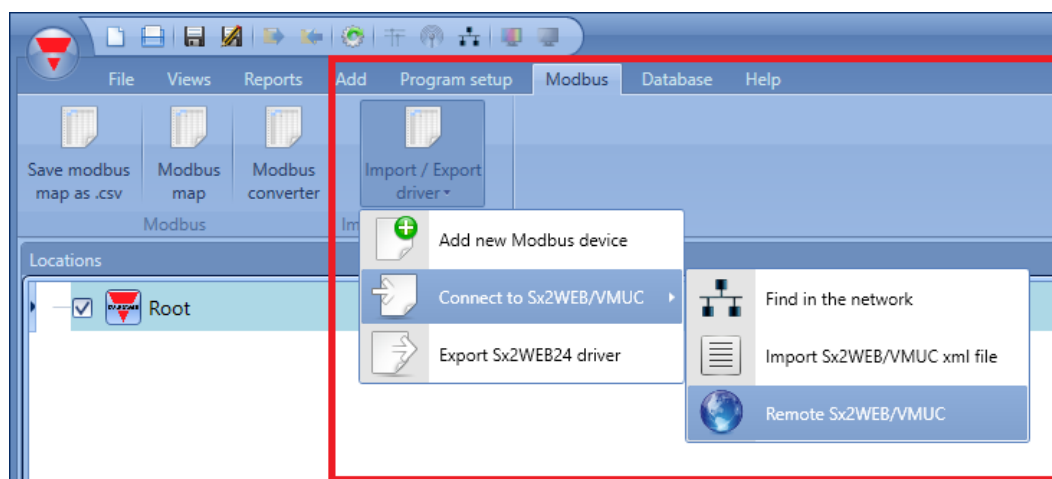 File Views Reports Add Program setup Modbus Database Help
Save modbus
map as .csv
Modbus
map
Modbus
converter
Import / Export
driver
Modbus
Im
Add new Modbus device
Connect to Sx2WEB/VMUC
Export Sx2WEB24 driver
Find in the network
Import Sx2WEB/VMUC xml file
Remote Sx2WEB/VMUC
Locations
Root